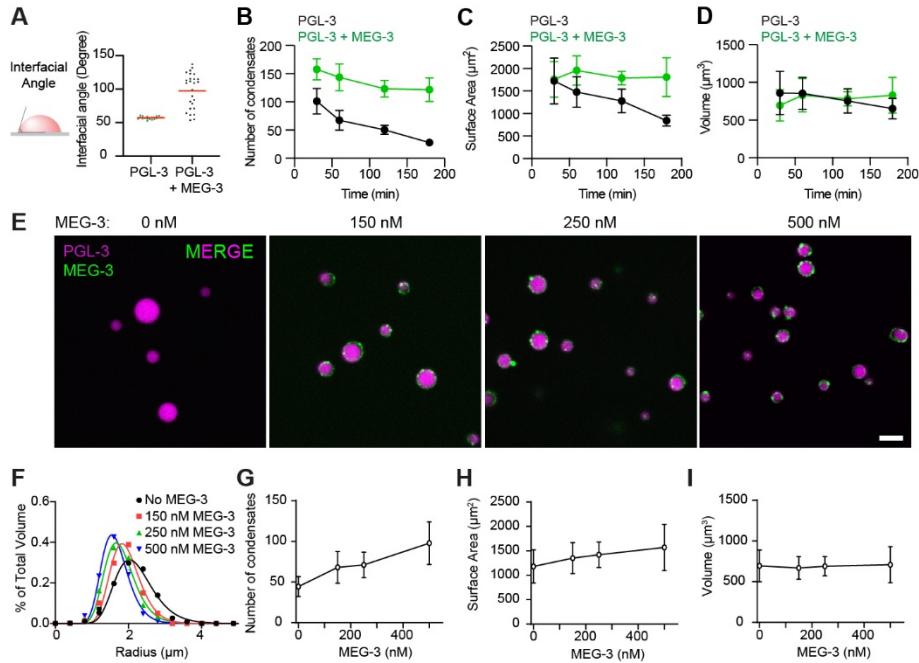 A
Interfacial
Angle
Interfacial angle (Degree)
150
100
50
0
PGL-3
PGL-3
+ MEG-3
B
PGL-3
PGL-3 + MEG-3
Number of condensates
200
150
100
50
0
0 50 100 150 200
Time (min)
C
PGL-3
PGL-3 + MEG-3
Surface Area (µm²)
2500
2000
1500
1000
500
0
0 50 100 150 200
Time (min)
D
PGL-3
PGL-3 + MEG-3
Volume (µm³)
1500
1000
500
0
0 50 100 150 200
Time (min)
E
MEG-3: 0 nM 150 nM 250 nM 500 nM
PGL-3
MEG-3
MERGE
F
% of Total Volume
0.6
0.4
0.2
0.0
No MEG-3
150 nM MEG-3
250 nM MEG-3
500 nM MEG-3
0 2 4
Radius (µm)
G
Number of condensates
200
150
100
50
0
0 200 400
MEG-3 (nM)
H
Surface Area (µm²)
2500
2000
1500
1000
500
0
0 200 400
MEG-3 (nM)
I
Volume (µm³)
1500
1000
500
0
0 200 400
MEG-3 (nM)